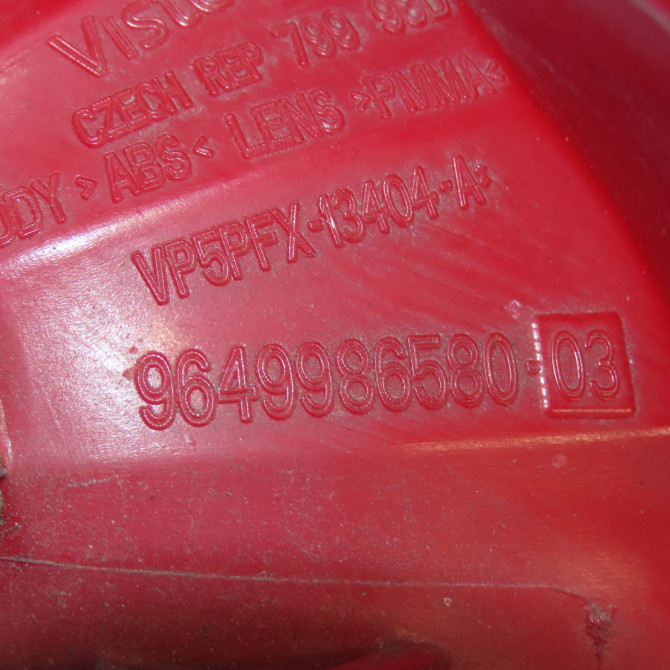 CZECH REP 799
>ABS< LENS >PMMA<
VP5PFX-13404-A
9649986580-03